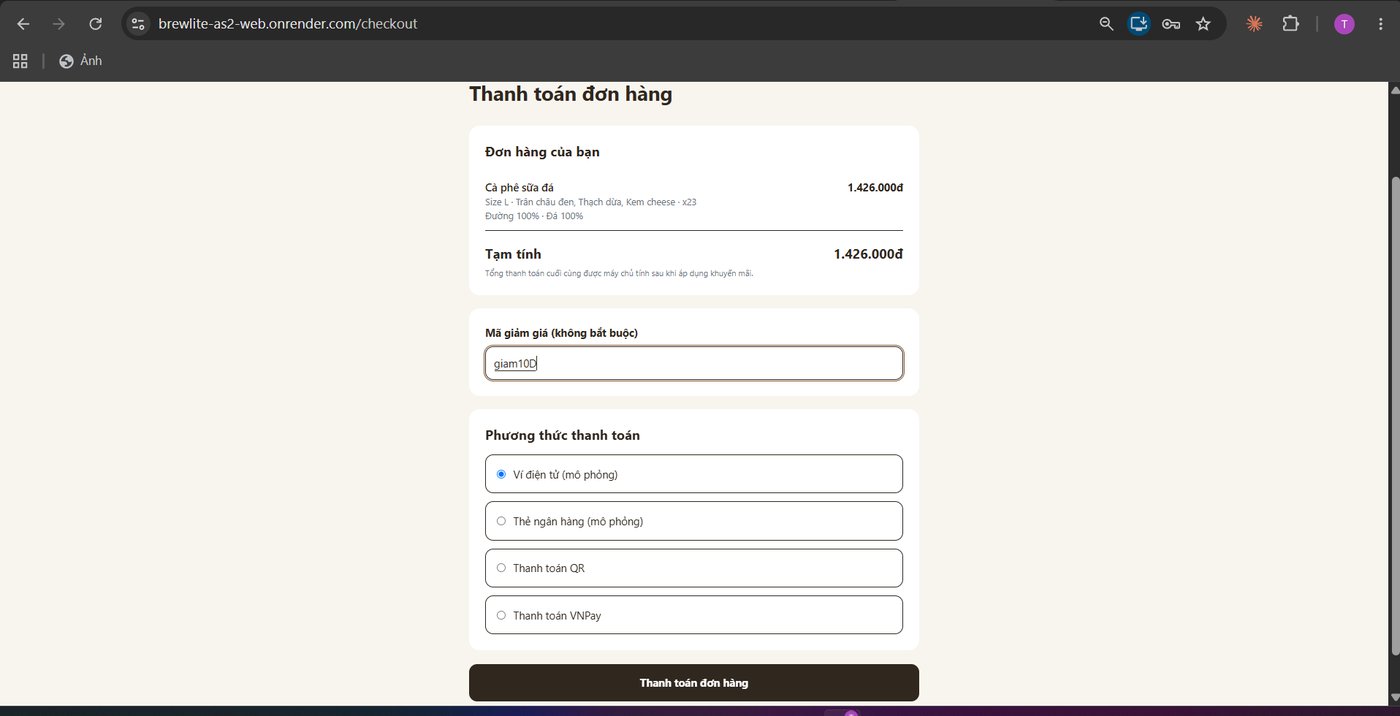 brewlite-as2-web.onrender.com/checkout
T
Ảnh
Thanh toán đơn hàng
Đơn hàng của bạn
Cà phê sữa đá 1.426.000đ
Size L · Trân châu đen, Thạch dừa, Kem cheese · x23
Đường 100% · Đá 100%
Tạm tính 1.426.000đ
Tổng thanh toán cuối cùng được máy chủ tính sau khi áp dụng khuyến mãi.
Mã giảm giá (không bắt buộc)
giam10D
Phương thức thanh toán
Ví điện tử (mô phỏng)
Thẻ ngân hàng (mô phỏng)
Thanh toán QR
Thanh toán VNPay
Thanh toán đơn hàng